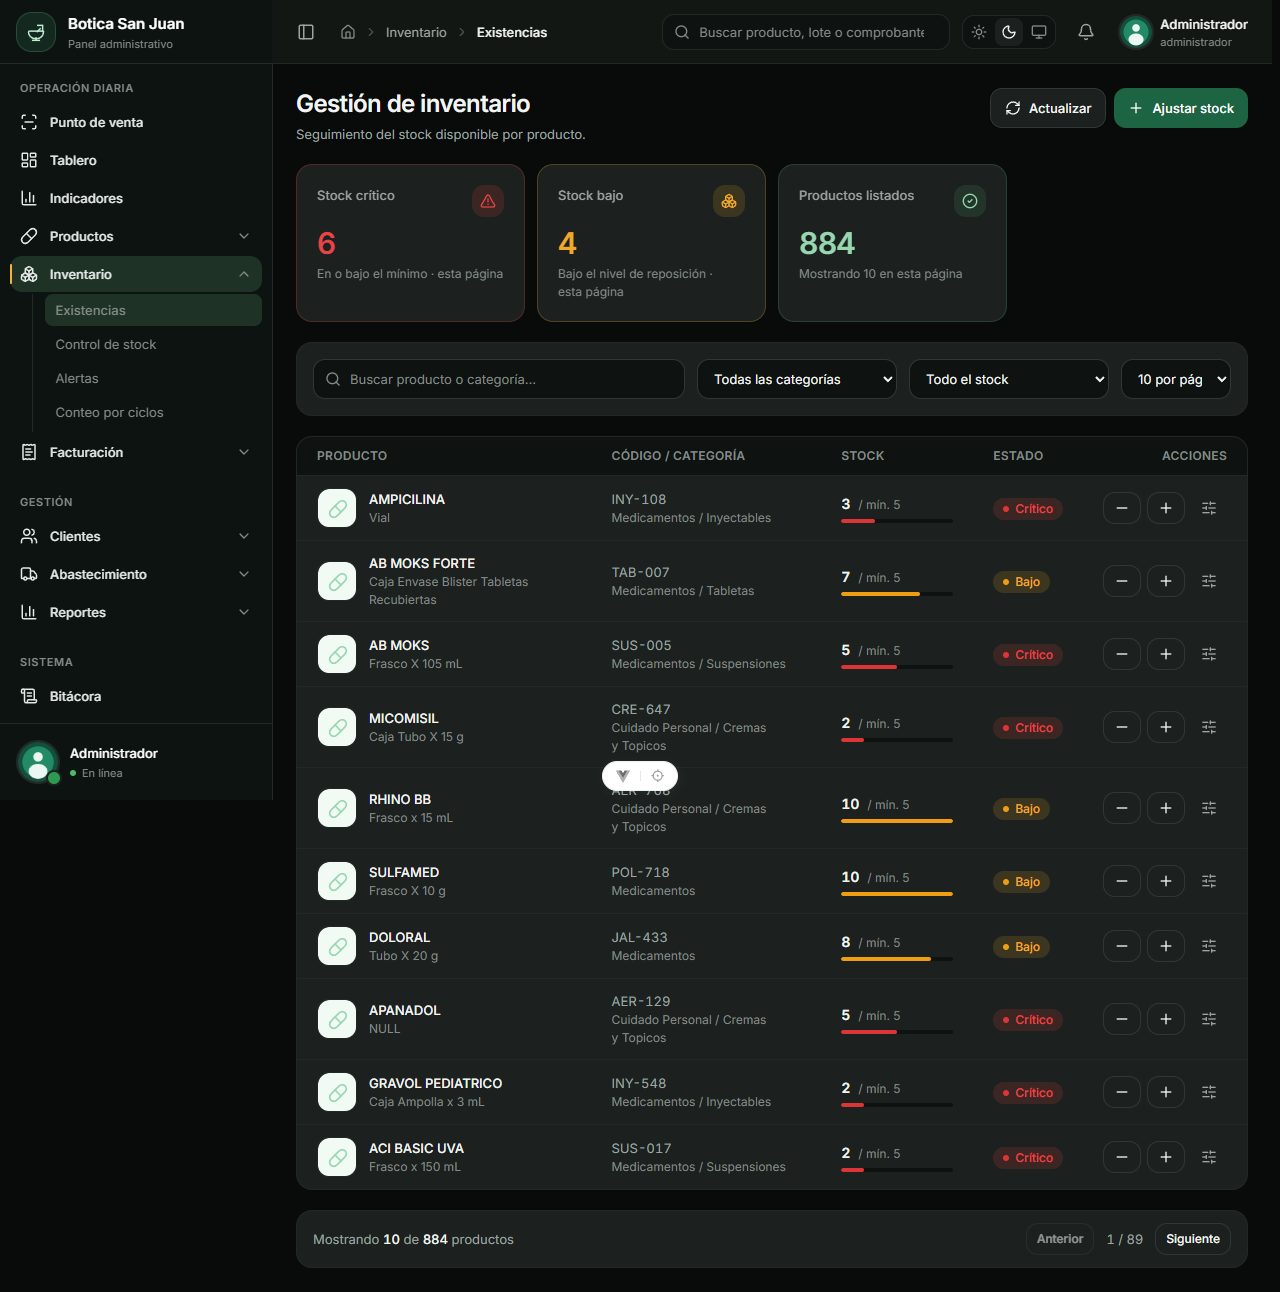 Botica San Juan
Panel administrativo
Inventario
Existencias
Buscar producto, lote o comprobante
Administrador
administrador
OPERACIÓN DIARIA
Punto de venta
Tablero
Indicadores
Productos
Inventario
Existencias
Control de stock
Alertas
Conteo por ciclos
Facturación
GESTIÓN
Clientes
Abastecimiento
Reportes
SISTEMA
Bitácora
Administrador
En línea
Gestión de inventario
Seguimiento del stock disponible por producto.
Actualizar
Ajustar stock
Stock crítico
6
En o bajo el mínimo · esta página
Stock bajo
4
Bajo el nivel de reposición ·
esta página
Productos listados
884
Mostrando 10 en esta página
Buscar producto o categoría...
Todas las categorías
Todo el stock
10 por pág
PRODUCTO CÓDIGO / CATEGORÍA STOCK ESTADO ACCIONES
AMPICILINA
Vial
INY-108
Medicamentos / Inyectables
3 / mín. 5
Crítico
AB MOKS FORTE
Caja Envase Blister Tabletas
Recubiertas
TAB-007
Medicamentos / Tabletas
7 / mín. 5
Bajo
AB MOKS
Frasco X 105 mL
SUS-005
Medicamentos / Suspensiones
5 / mín. 5
Crítico
MICOMISIL
Caja Tubo X 15 g
CRE-647
Cuidado Personal / Cremas
y Topicos
2 / mín. 5
Crítico
RHINO BB
Frasco x 15 mL
Cuidado Personal / Cremas
y Topicos
10 / mín. 5
Bajo
SULFAMED
Frasco X 10 g
POL-718
Medicamentos
10 / mín. 5
Bajo
DOLORAL
Tubo X 20 g
JAL-433
Medicamentos
8 / mín. 5
Bajo
APANADOL
NULL
AER-129
Cuidado Personal / Cremas
y Topicos
5 / mín. 5
Crítico
GRAVOL PEDIATRICO
Caja Ampolla x 3 mL
INY-548
Medicamentos / Inyectables
2 / mín. 5
Crítico
ACI BASIC UVA
Frasco x 150 mL
SUS-017
Medicamentos / Suspensiones
2 / mín. 5
Crítico
Mostrando 10 de 884 productos
Anterior
1 / 89
Siguiente